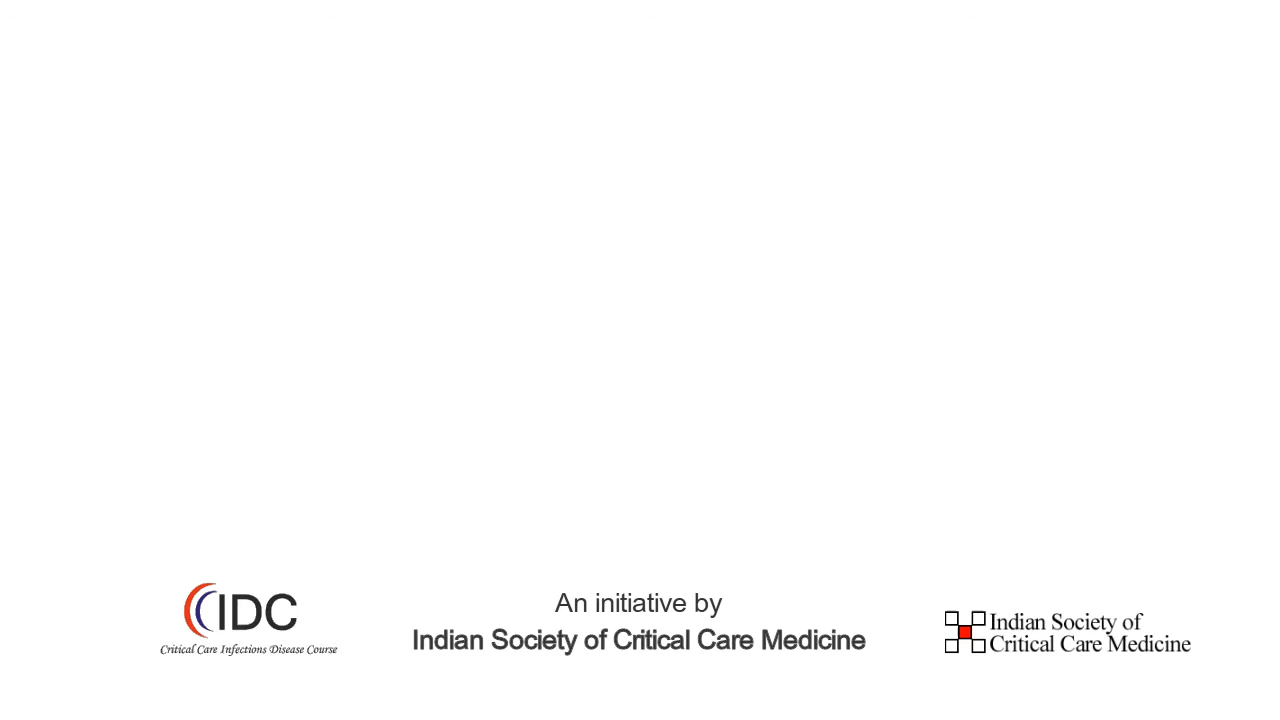 CCIDC
Critical Care Infections Disease Course
An initiative by
Indian Society of Critical Care Medicine
Indian Society of
Critical Care Medicine